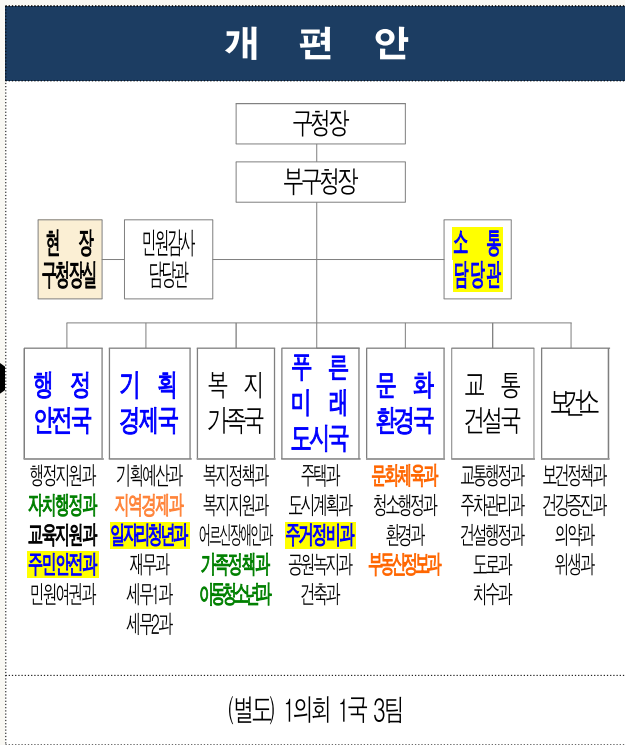 개 편 안
구청장
부구청장
현 장
구청장실
민원감사
담당관
소 통
담당관
행 정
안전국
기 획
경제국
복 지
가족국
푸 른
미 래
도시국
문 화
환경국
교 통
건설국
보건소
행정지원과
자치행정과
교육지원과
주민안전과
민원여권과
기획예산과
지역경제과
일자리청년과
재무과
세무1과
세무2과
복지정책과
복지지원과
어르신장애인과
가족정책과
아동청소년과
주택과
도시계획과
주거정비과
공원녹지과
건축과
문화체육과
청소행정과
환경과
부동산정보과
교통행정과
주차관리과
건설행정과
도로과
치수과
보건정책과
건강증진과
의약과
위생과
(별도) 1의회 1국 3팀